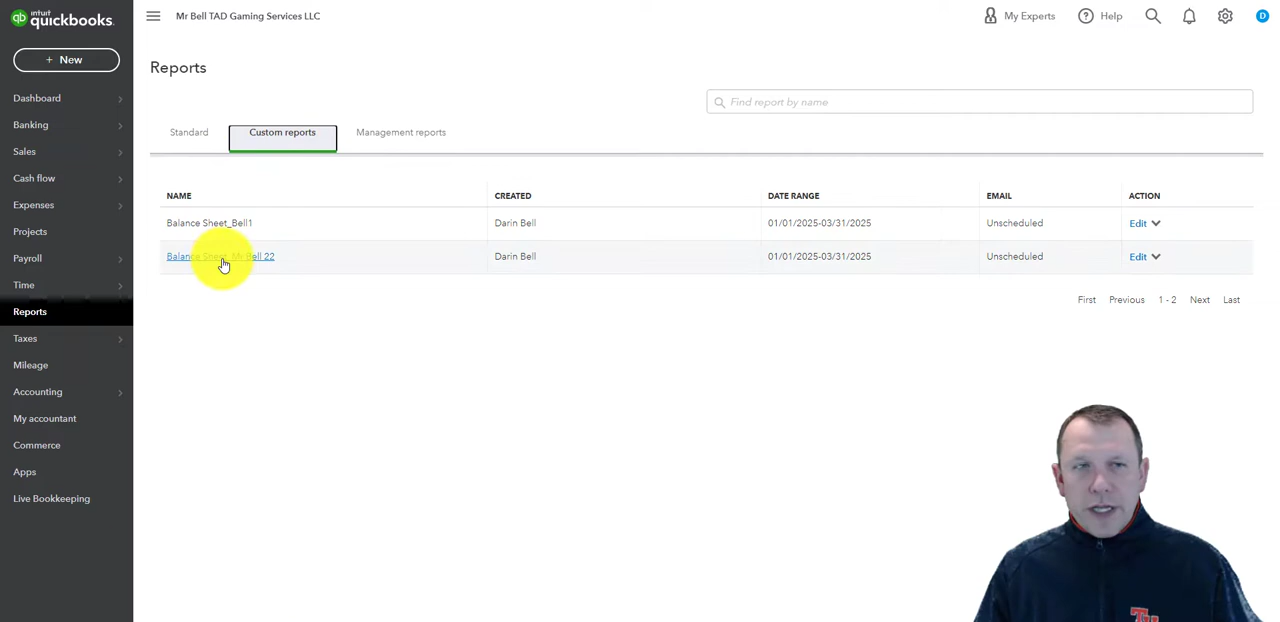 intuit
quickbooks.
Mr Bell TAD Gaming Services LLC
My Experts
Help
D
+ New
Dashboard
Banking
Sales
Cash flow
Expenses
Projects
Payroll
Time
Reports
Taxes
Mileage
Accounting
My accountant
Commerce
Apps
Live Bookkeeping
Reports
Find report by name
Standard Custom reports Management reports
NAME CREATED DATE RANGE EMAIL ACTION
Balance Sheet_Bell1 Darin Bell 01/01/2025-03/31/2025 Unscheduled Edit
Balance Sheet_Mr Bell 22 Darin Bell 01/01/2025-03/31/2025 Unscheduled Edit
First Previous 1 - 2 Next Last